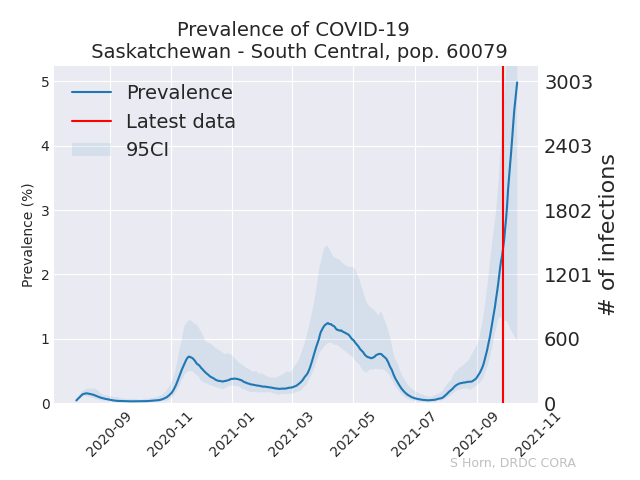 Prevalence of COVID-19
Saskatchewan - South Central, pop. 60079
Prevalence
Latest data
95CI
Prevalence (%)
5
4
3
2
1
0
3003
2403
1802
1201
600
0
# of infections
2020-09
2020-11
2021-01
2021-03
2021-05
2021-07
2021-09
2021-11
S Horn, DRDC CORA